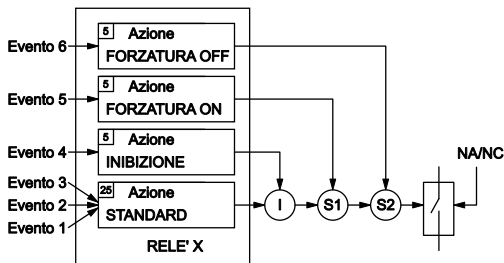 5 Azione
Evento 6
FORZATURA OFF
5 Azione
Evento 5
FORZATURA ON
5 Azione
Evento 4
INIBIZIONE
NA/NC
Evento 3
25 Azione
Evento 2
STANDARD
I
S1
S2
Evento 1
RELE' X